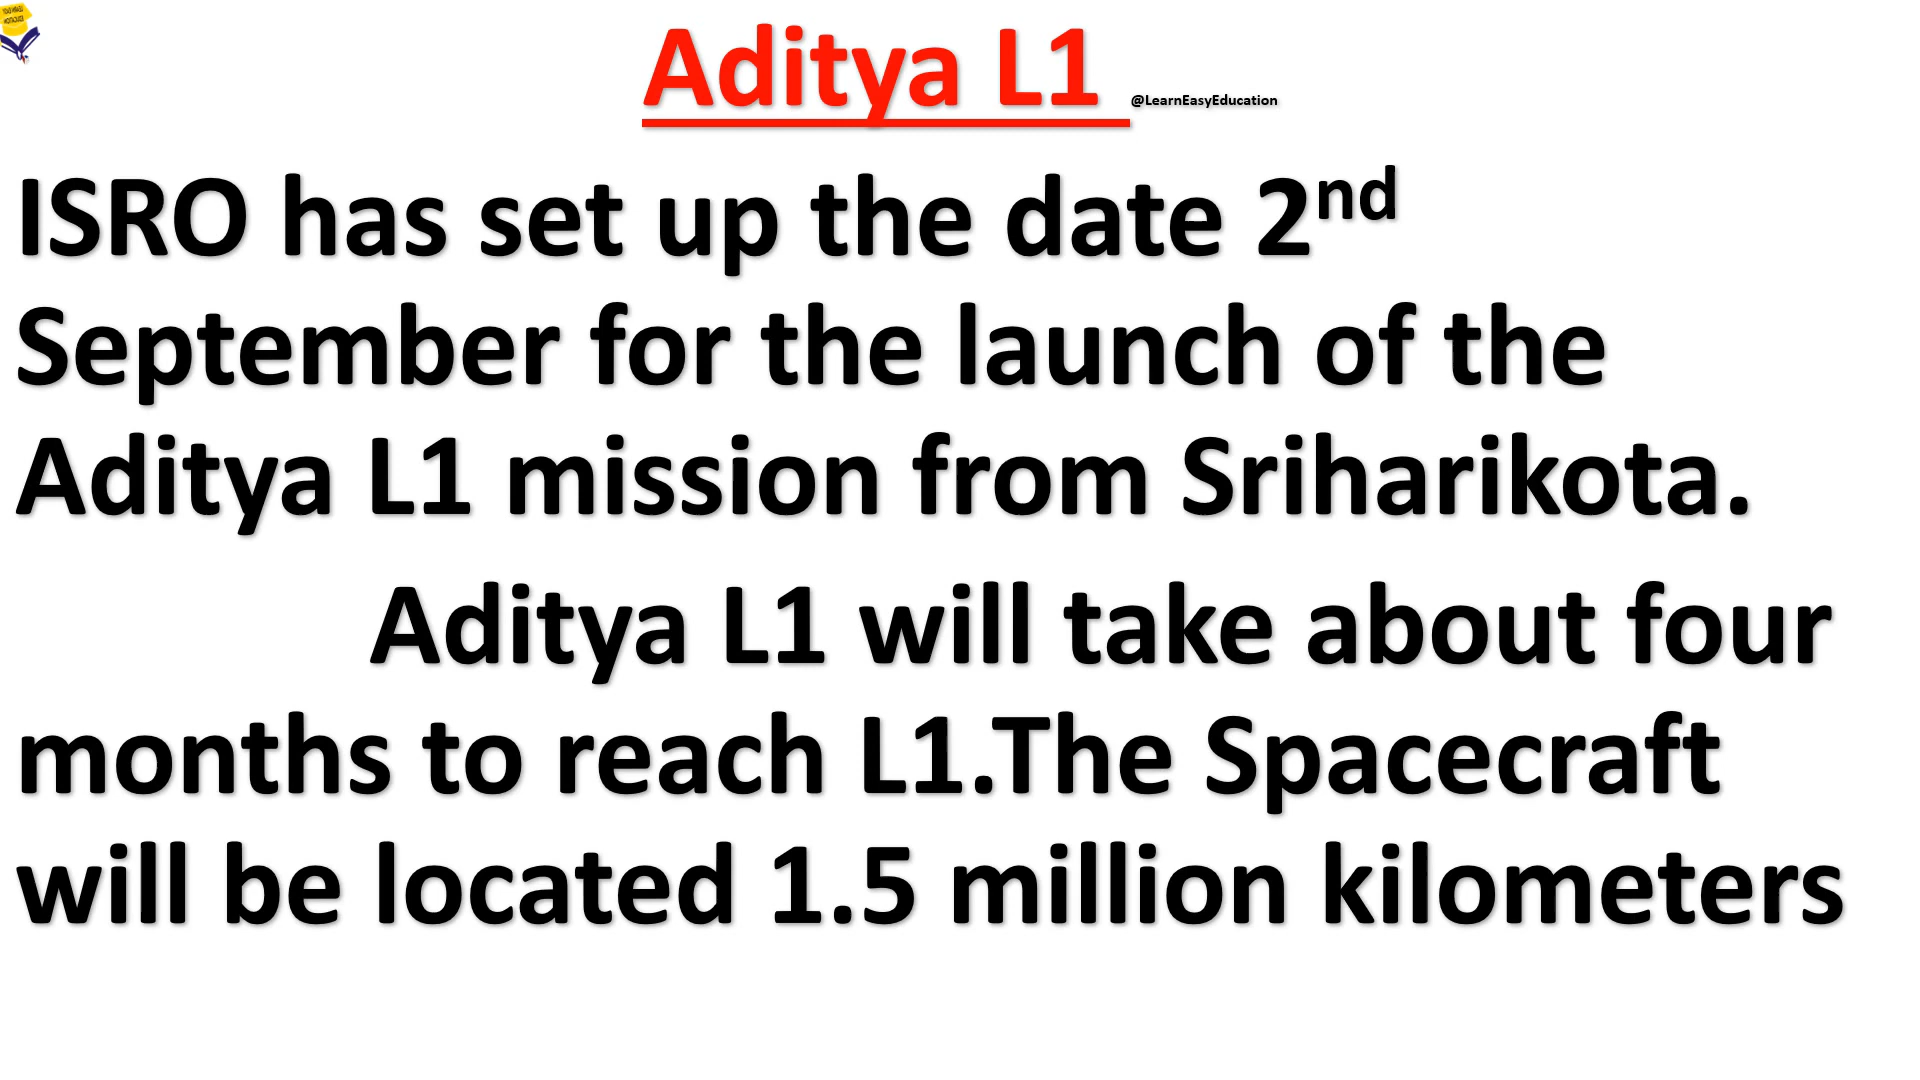 Aditya L1 @LearnEasyEducation
ISRO has set up the date 2nd
September for the launch of the
Aditya L1 mission from Sriharikota.
Aditya L1 will take about four
months to reach L1.The Spacecraft
will be located 1.5 million kilometers